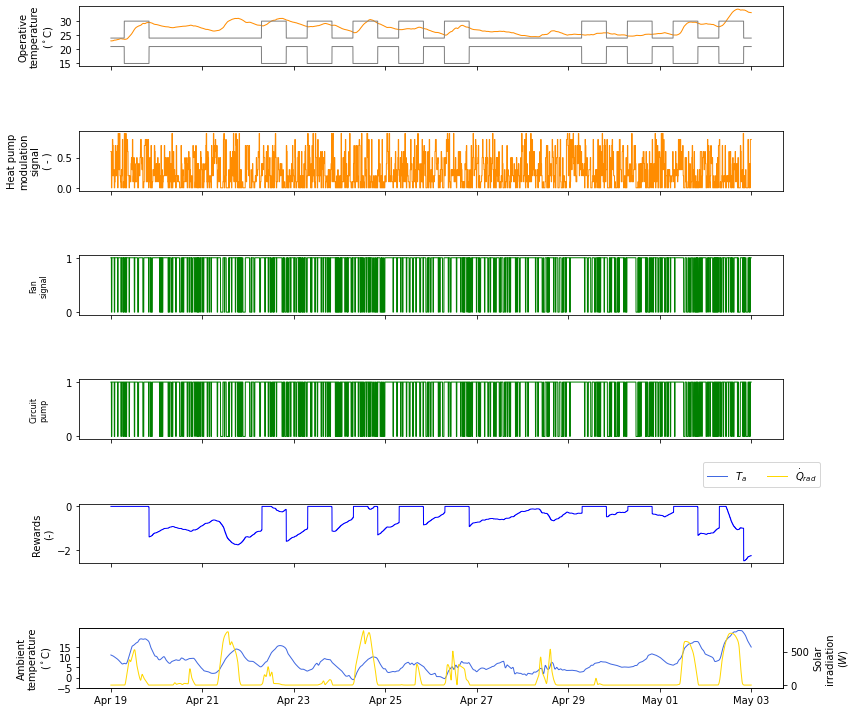 Operative
temperature
(°C)
30
25
20
15
Heat pump
modulation
signal
( - )
0.5
0.0
Fan
signal
1
0
Circuit
pump
1
0
T_a
Q̇_rad
Rewards
(-)
0
−2
Ambient
temperature
(°C)
15
10
5
0
−5
500
0
Solar
irradiation
(W)
Apr 19
Apr 21
Apr 23
Apr 25
Apr 27
Apr 29
May 01
May 03